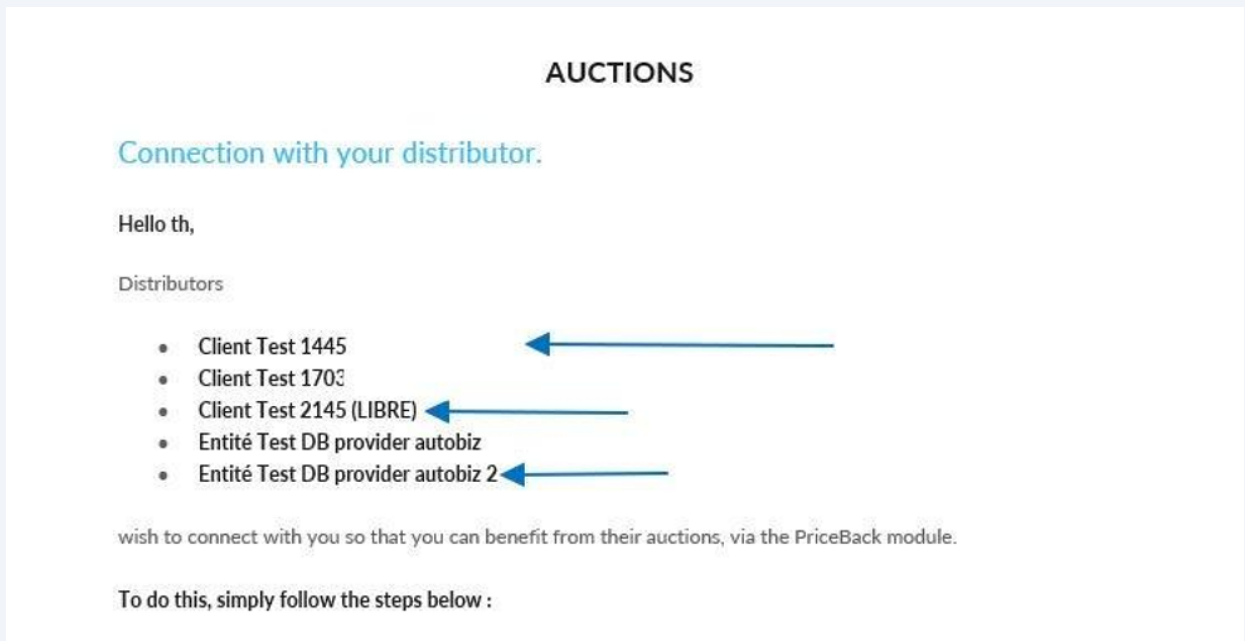 AUCTIONS
Connection with your distributor.
Hello th,
Distributors
• Client Test 1445
• Client Test 1703
• Client Test 2145 (LIBRE)
• Entité Test DB provider autobiz
• Entité Test DB provider autobiz 2
wish to connect with you so that you can benefit from their auctions, via the PriceBack module.
To do this, simply follow the steps below :